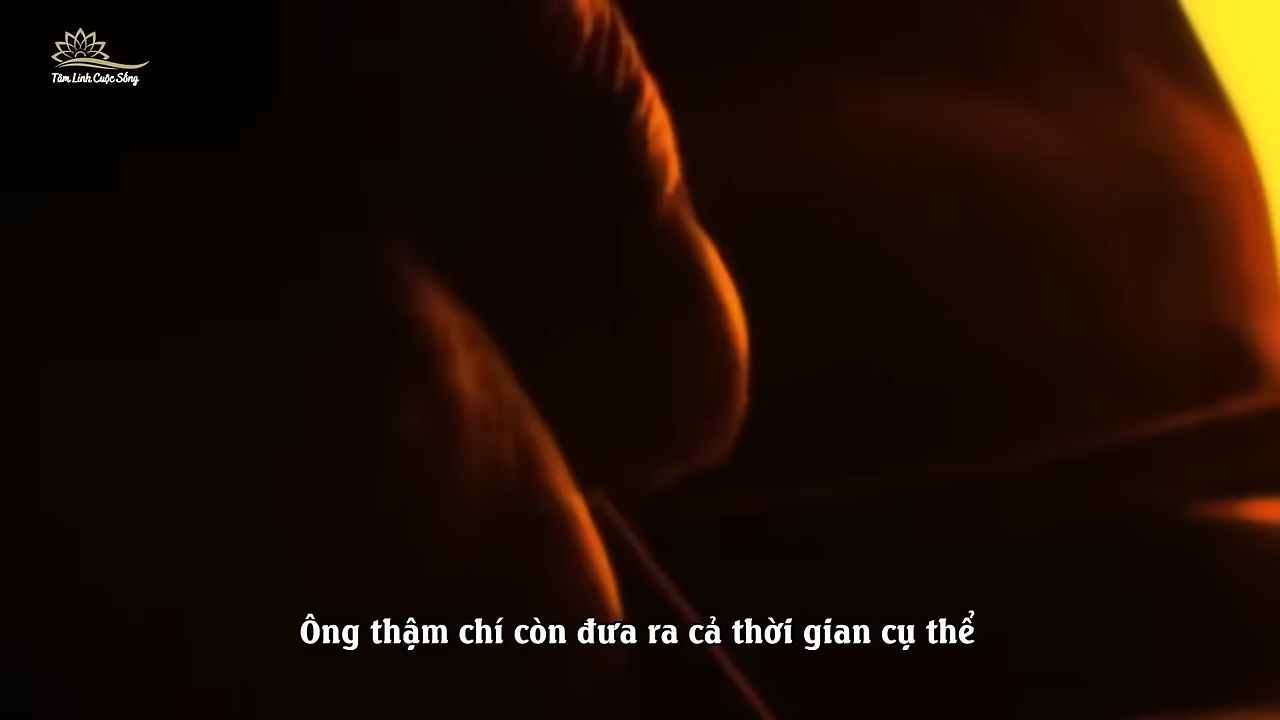 Tâm Linh Cuộc Sống
Ông thậm chí còn đưa ra cả thời gian cụ thể